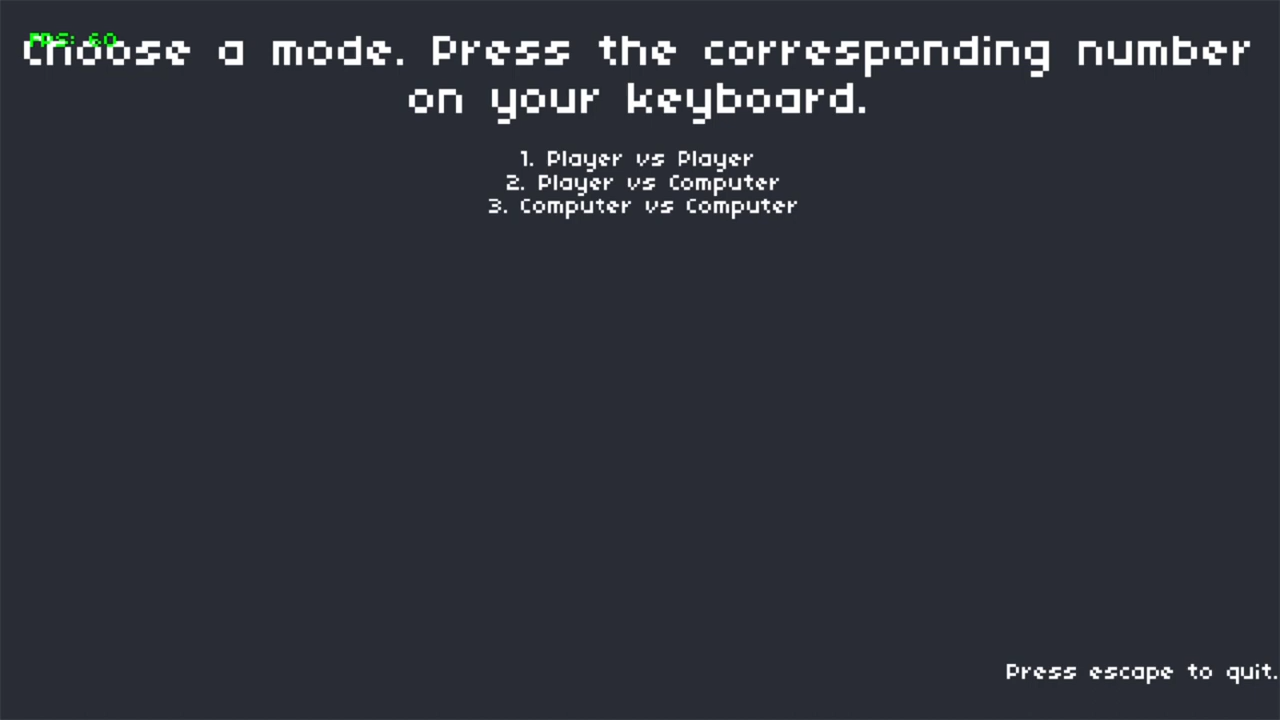 FPS: 60
Choose a mode. Press the corresponding number
on your keyboard.
1. Player vs Player
2. Player vs Computer
3. Computer vs Computer
Press escape to quit.